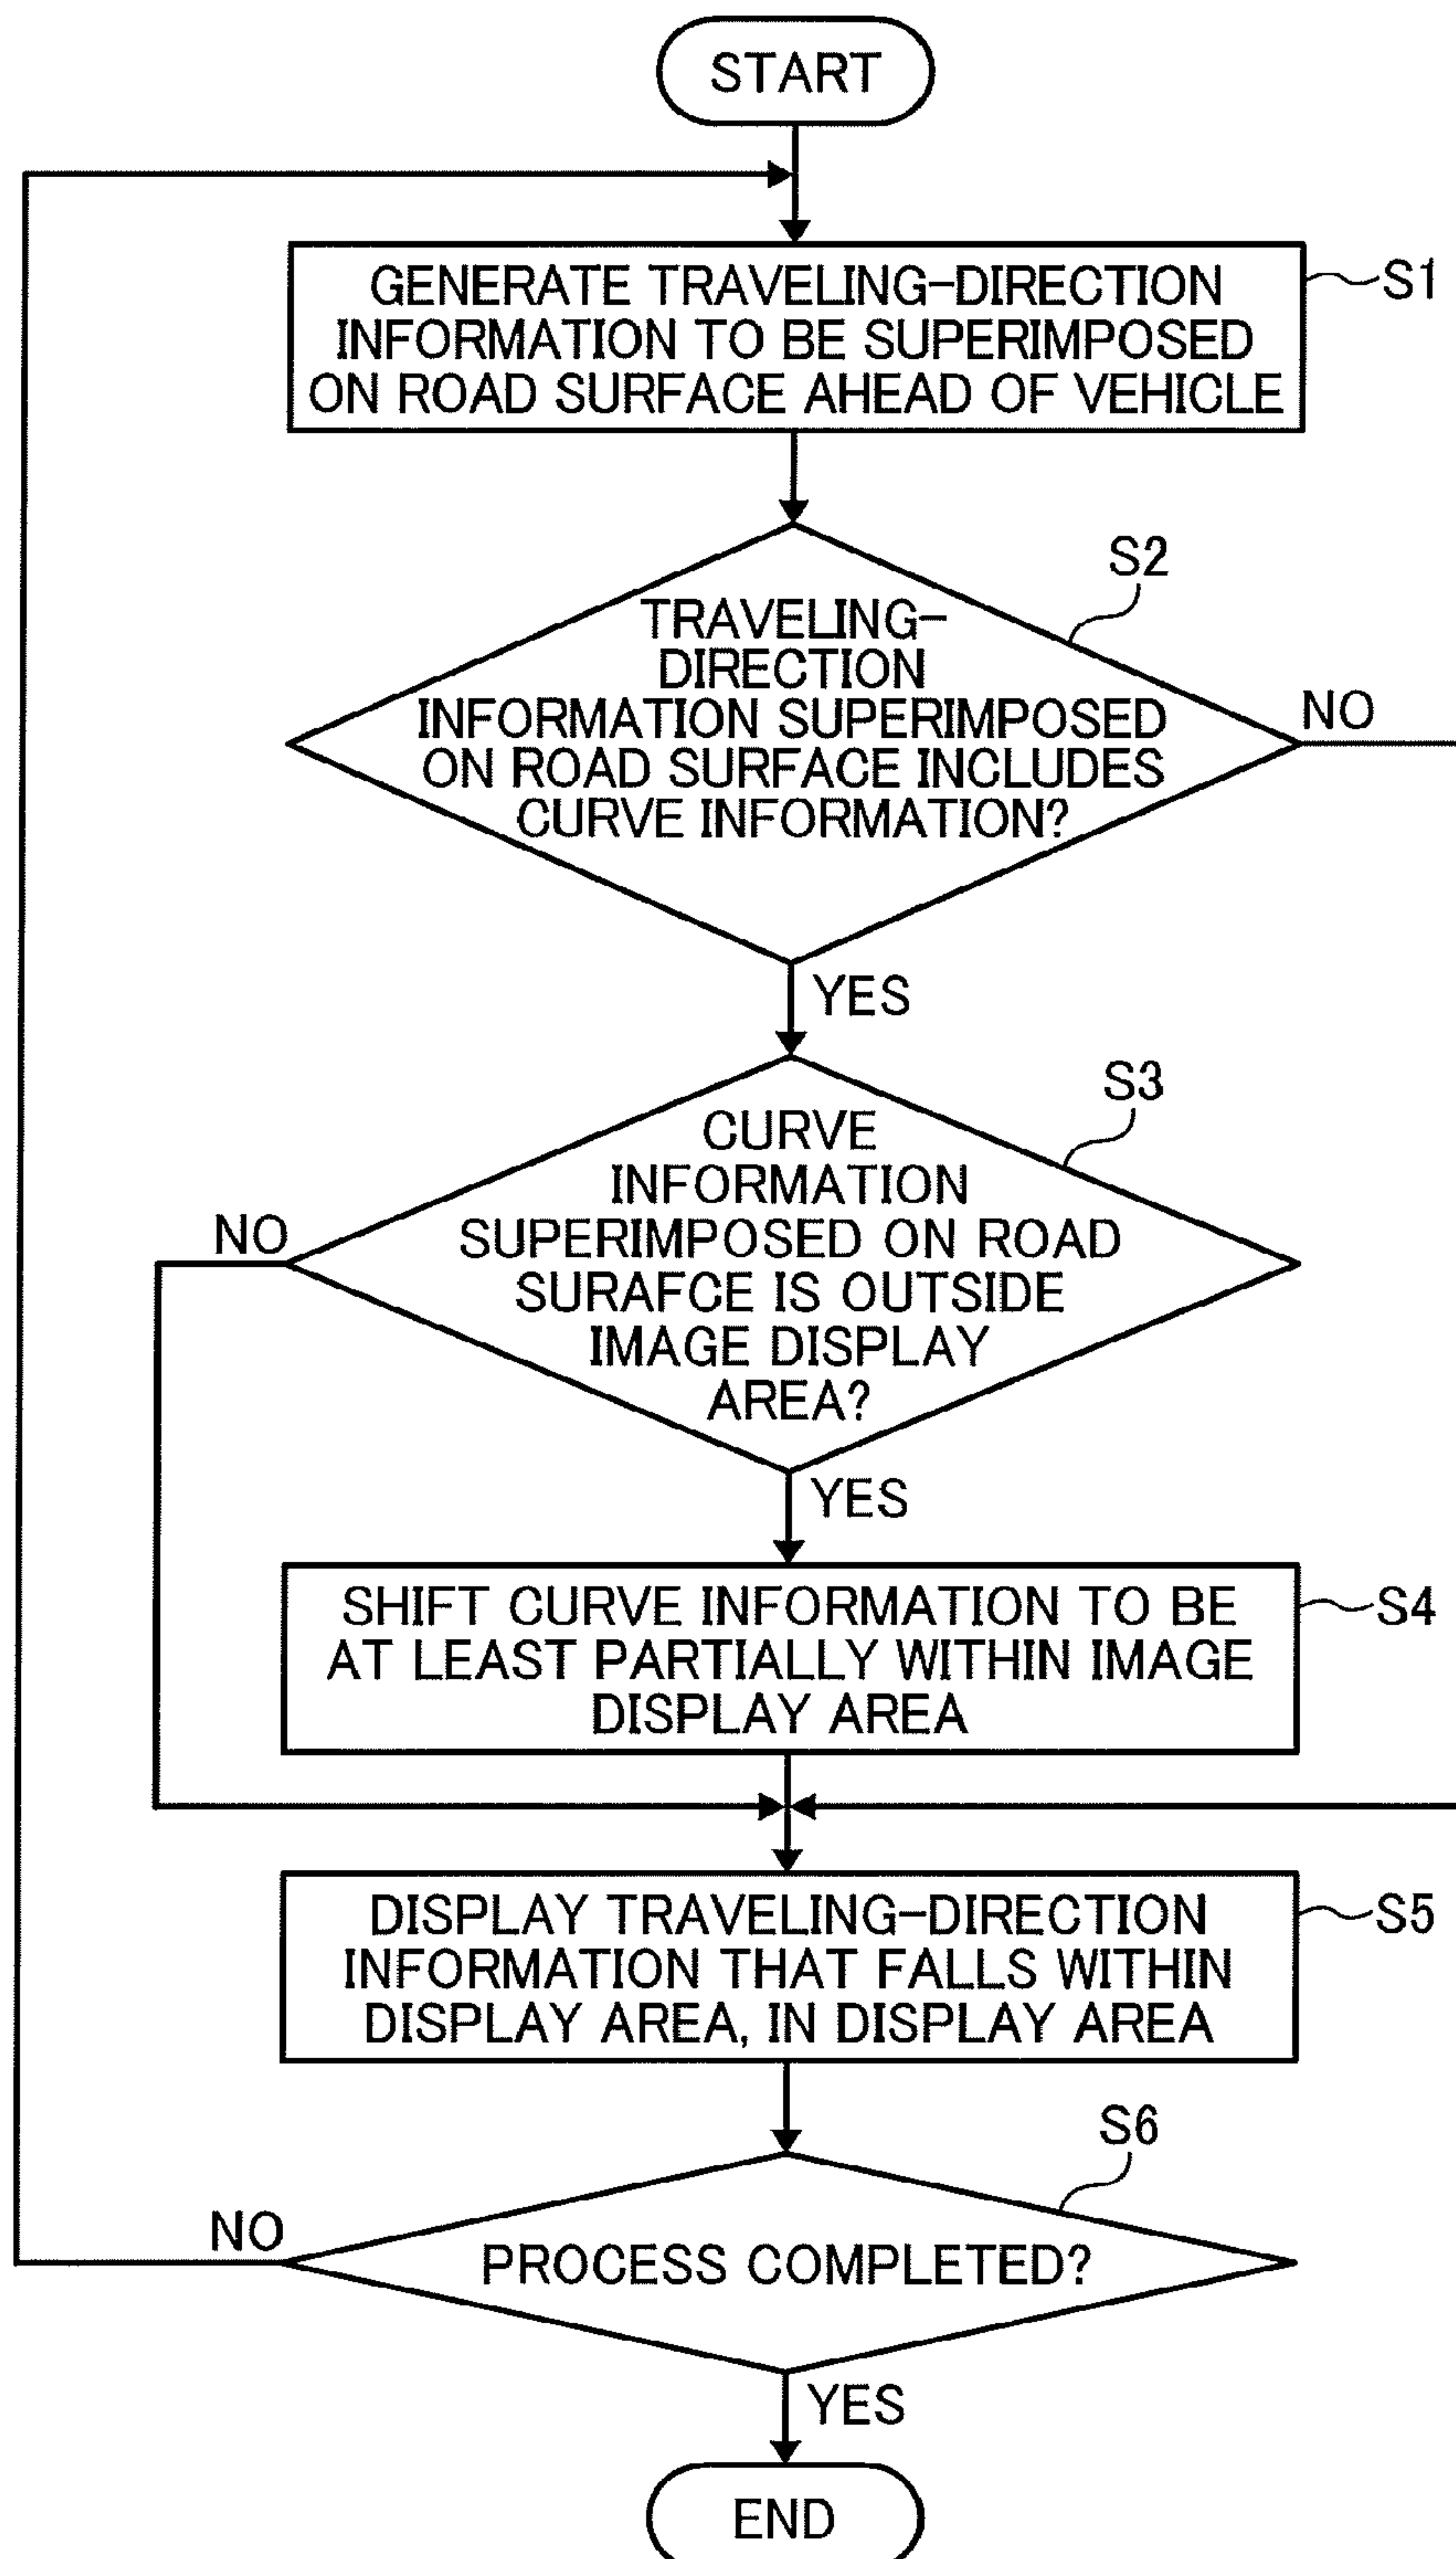 START
GENERATE TRAVELING-DIRECTION
INFORMATION TO BE SUPERIMPOSED
ON ROAD SURFACE AHEAD OF VEHICLE
S1
S2
TRAVELING-
DIRECTION
INFORMATION SUPERIMPOSED
ON ROAD SURFACE INCLUDES
CURVE INFORMATION?
NO
YES
S3
CURVE
INFORMATION
SUPERIMPOSED ON ROAD
SURAFCE IS OUTSIDE
IMAGE DISPLAY
AREA?
NO
YES
SHIFT CURVE INFORMATION TO BE
AT LEAST PARTIALLY WITHIN IMAGE
DISPLAY AREA
S4
DISPLAY TRAVELING-DIRECTION
INFORMATION THAT FALLS WITHIN
DISPLAY AREA, IN DISPLAY AREA
S5
S6
NO
PROCESS COMPLETED?
YES
END